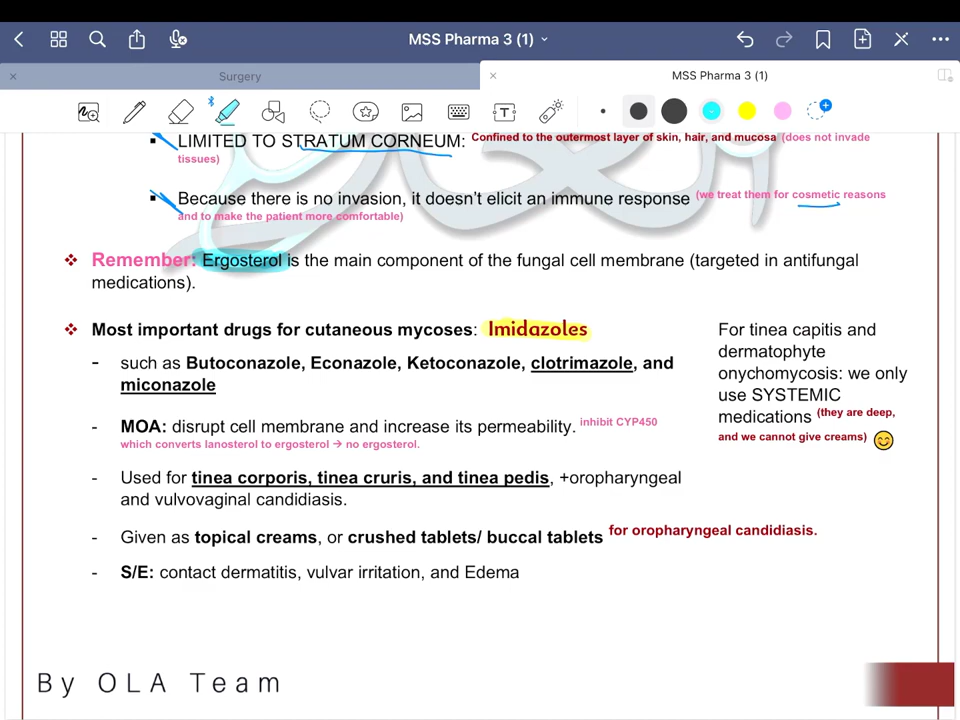 MSS Pharma 3 (1)
Surgery
MSS Pharma 3 (1)
▪ LIMITED TO STRATUM CORNEUM: Confined to the outermost layer of skin, hair, and mucosa (does not invade
tissues)
▪ Because there is no invasion, it doesn't elicit an immune response (we treat them for cosmetic reasons
and to make the patient more comfortable)
❖ Remember: Ergosterol is the main component of the fungal cell membrane (targeted in antifungal
medications).
❖ Most important drugs for cutaneous mycoses: Imidazoles
- such as Butoconazole, Econazole, Ketoconazole, clotrimazole, and
miconazole
- MOA: disrupt cell membrane and increase its permeability. inhibit CYP450
which converts lanosterol to ergosterol → no ergosterol.
- Used for tinea corporis, tinea cruris, and tinea pedis, +oropharyngeal
and vulvovaginal candidiasis.
- Given as topical creams, or crushed tablets/ buccal tablets for oropharyngeal candidiasis.
- S/E: contact dermatitis, vulvar irritation, and Edema
For tinea capitis and
dermatophyte
onychomycosis: we only
use SYSTEMIC
medications (they are deep,
and we cannot give creams) 😊
By OLA Team